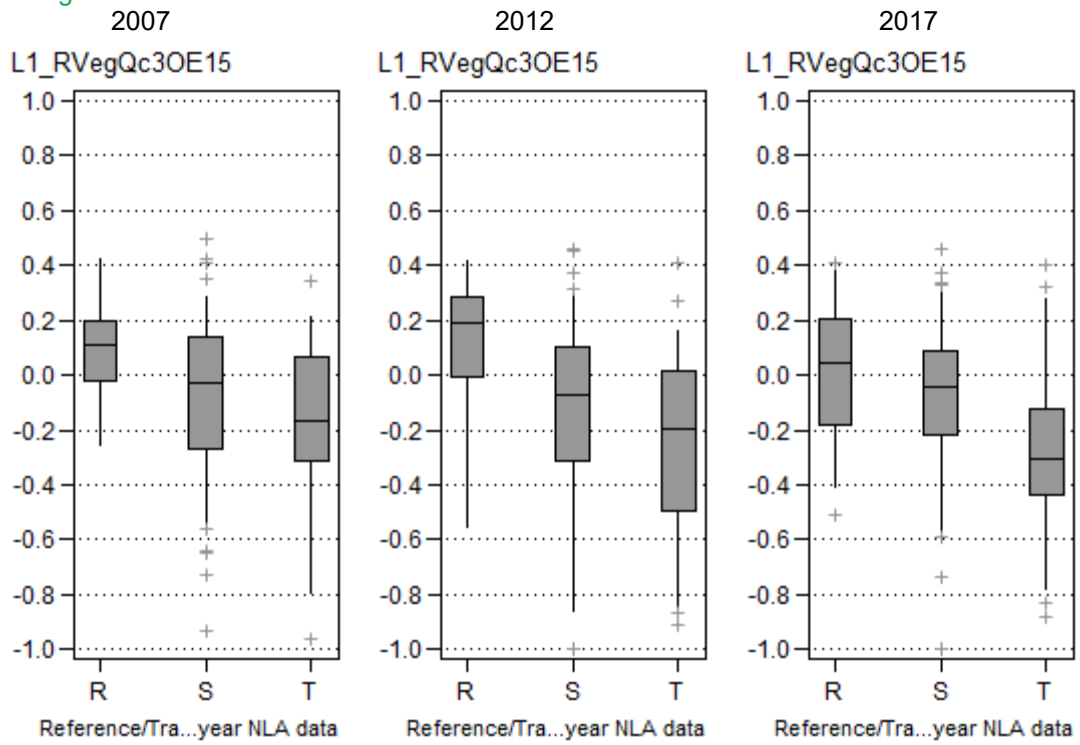 2007 2012 2017
L1_RVegQc3OE15 L1_RVegQc3OE15 L1_RVegQc3OE15
1.0 1.0 1.0
0.8 0.8 0.8
0.6 0.6 0.6
0.4 0.4 0.4
0.2 0.2 0.2
0.0 0.0 0.0
-0.2 -0.2 -0.2
-0.4 -0.4 -0.4
-0.6 -0.6 -0.6
-0.8 -0.8 -0.8
-1.0 -1.0 -1.0
R S T R S T R S T
Reference/Tra...year NLA data Reference/Tra...year NLA data Reference/Tra...year NLA data